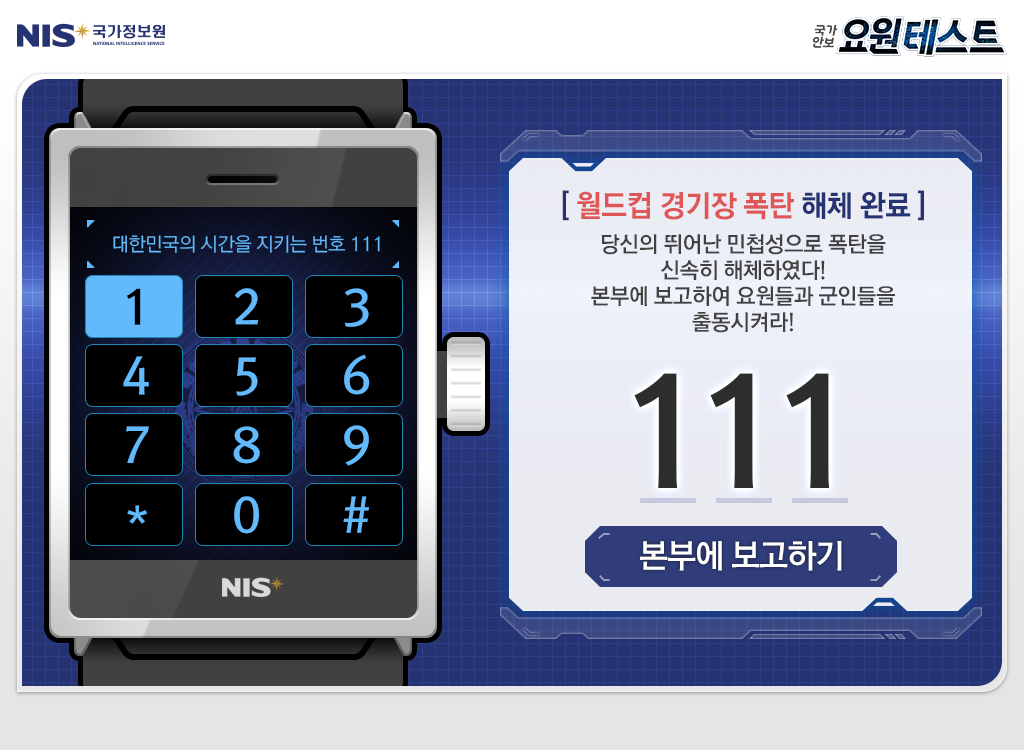 NIS 국가정보원
NATIONAL INTELLIGENCE SERVICE
국가
안보
요원테스트
대한민국의 시간을 지키는 번호 111
1 2 3
4 5 6
7 8 9
* 0 #
NIS
[ 월드컵 경기장 폭탄 해체 완료 ]
당신의 뛰어난 민첩성으로 폭탄을
신속히 해체하였다!
본부에 보고하여 요원들과 군인들을
출동시켜라!
111
본부에 보고하기